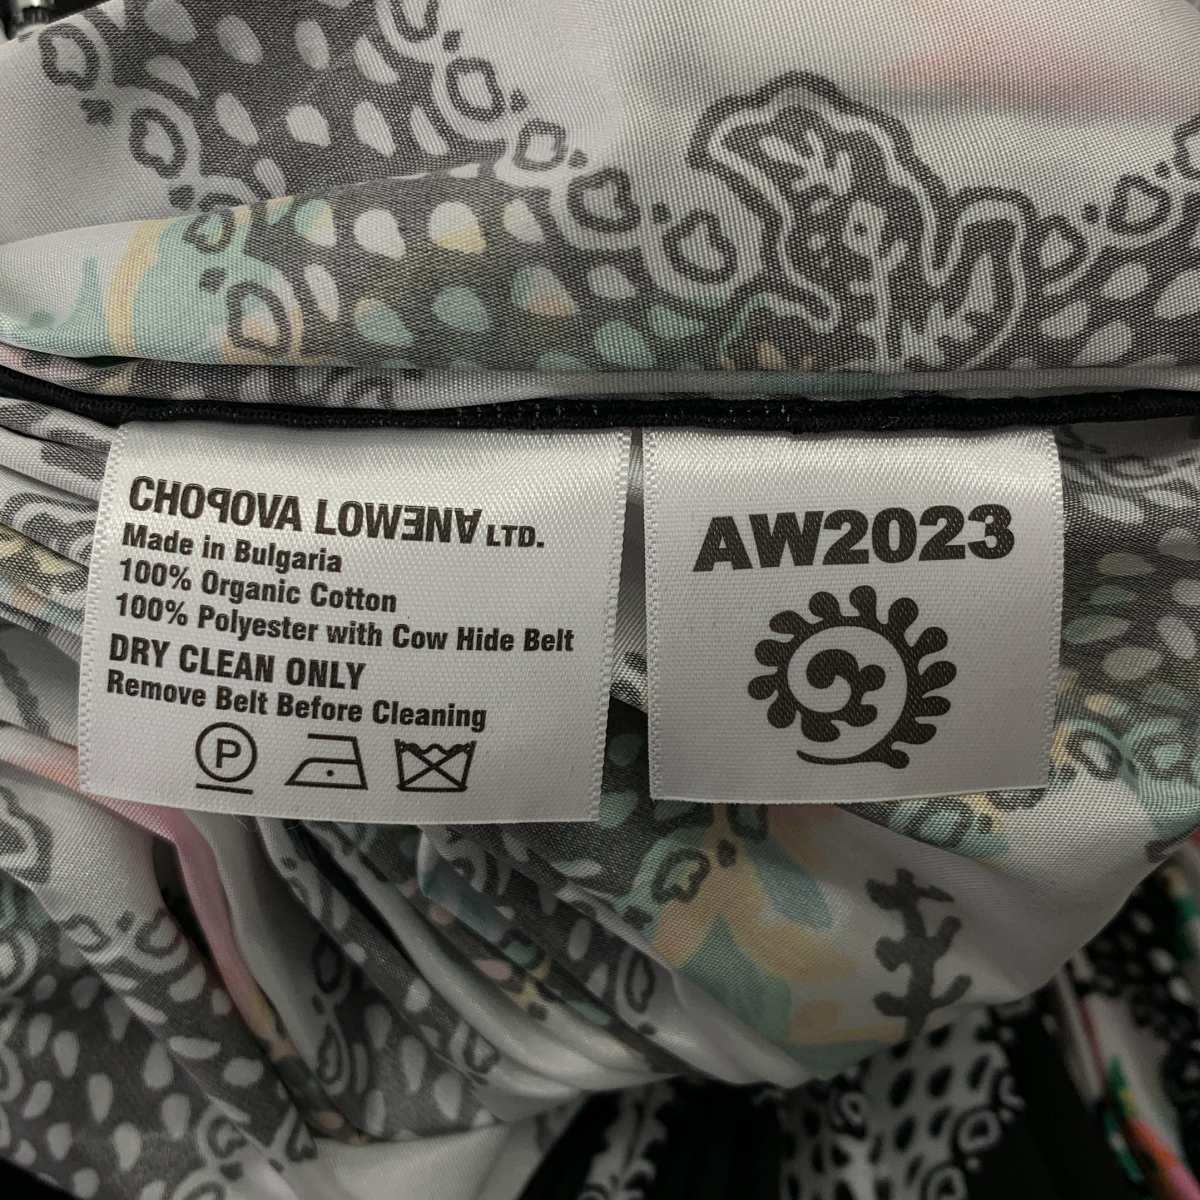 CHOPOVA LOWENA LTD.
Made in Bulgaria
100% Organic Cotton
100% Polyester with Cow Hide Belt
DRY CLEAN ONLY
Remove Belt Before Cleaning
P
AW2023